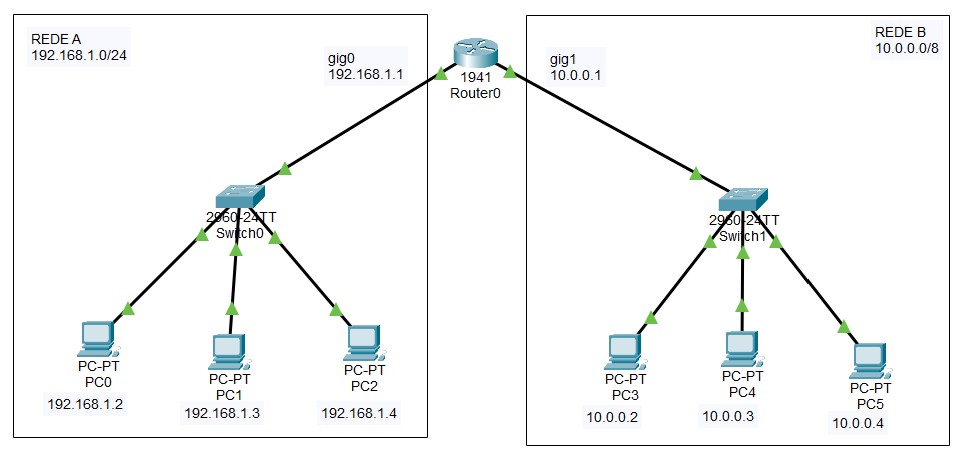 REDE A
192.168.1.0/24
gig0
192.168.1.1
1941
Router0
gig1
10.0.0.1
REDE B
10.0.0.0/8
2960-24TT
Switch0
2960-24TT
Switch1
PC-PT
PC0
192.168.1.2
PC-PT
PC1
192.168.1.3
PC-PT
PC2
192.168.1.4
PC-PT
PC3
10.0.0.2
PC-PT
PC4
10.0.0.3
PC-PT
PC5
10.0.0.4